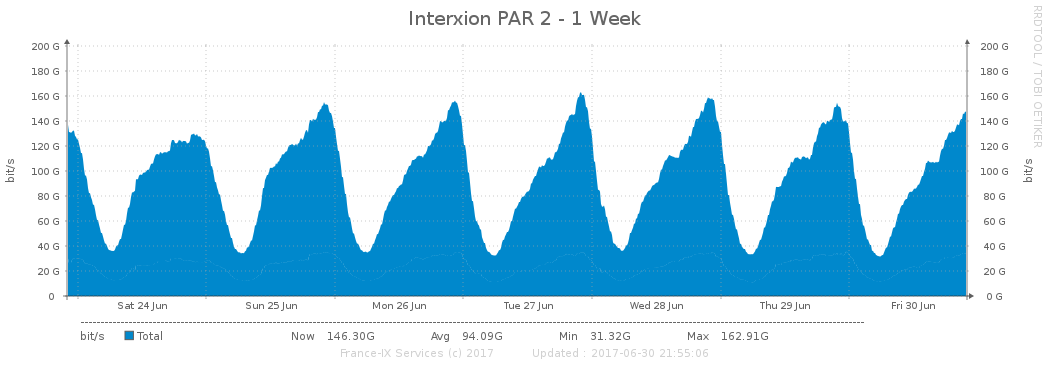 Interxion PAR 2 - 1 Week
RRDTOOL / TOBI OETIKER
200 G 200 G
180 G 180 G
160 G 160 G
140 G 140 G
120 G 120 G
100 G 100 G
80 G 80 G
60 G 60 G
40 G 40 G
20 G 20 G
0 0 G
bit/s bit/s
Sat 24 Jun Sun 25 Jun Mon 26 Jun Tue 27 Jun Wed 28 Jun Thu 29 Jun Fri 30 Jun
bit/s Total Now 146.30G Avg 94.09G Min 31.32G Max 162.91G
France-IX Services (c) 2017 Updated : 2017-06-30 21:55:06